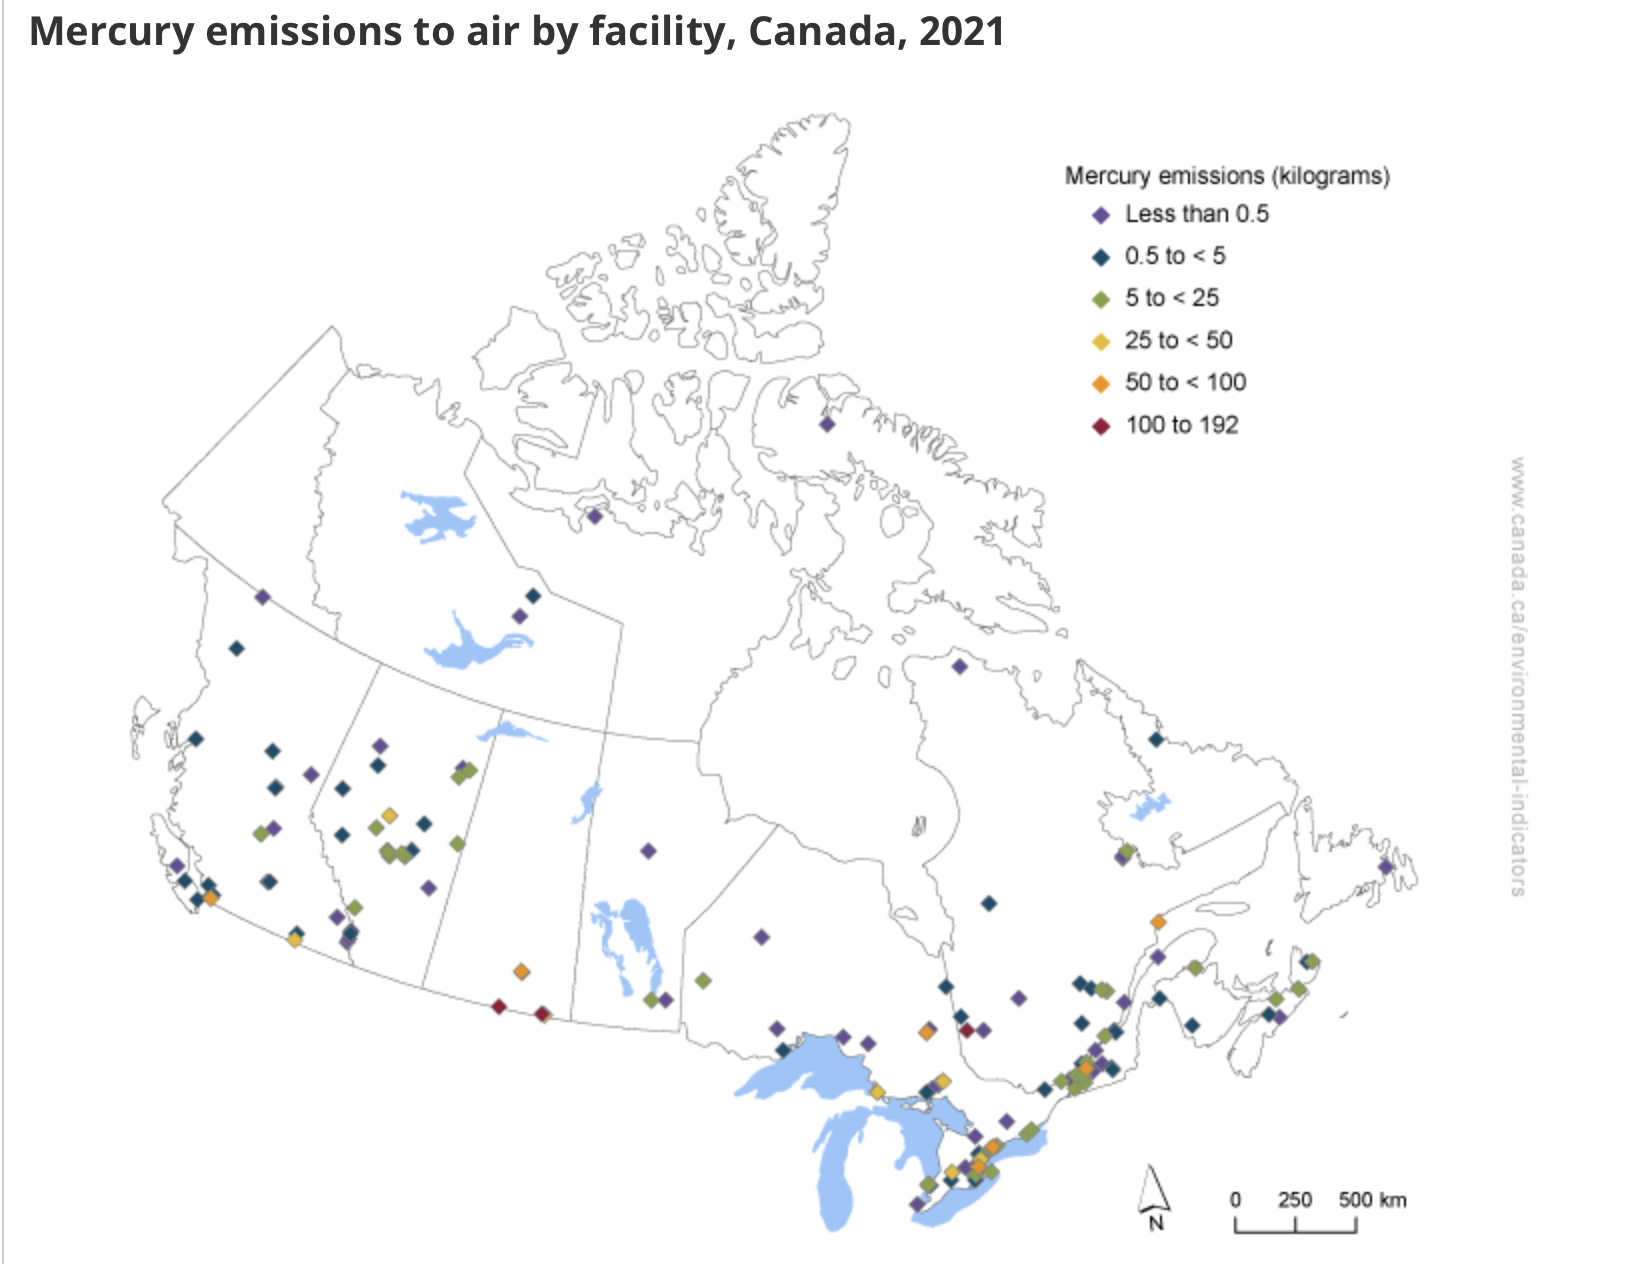 Mercury emissions to air by facility, Canada, 2021
Mercury emissions (kilograms)
Less than 0.5
0.5 to < 5
5 to < 25
25 to < 50
50 to < 100
100 to 192
www.canada.ca/environmental-indicators
N
0 250 500 km